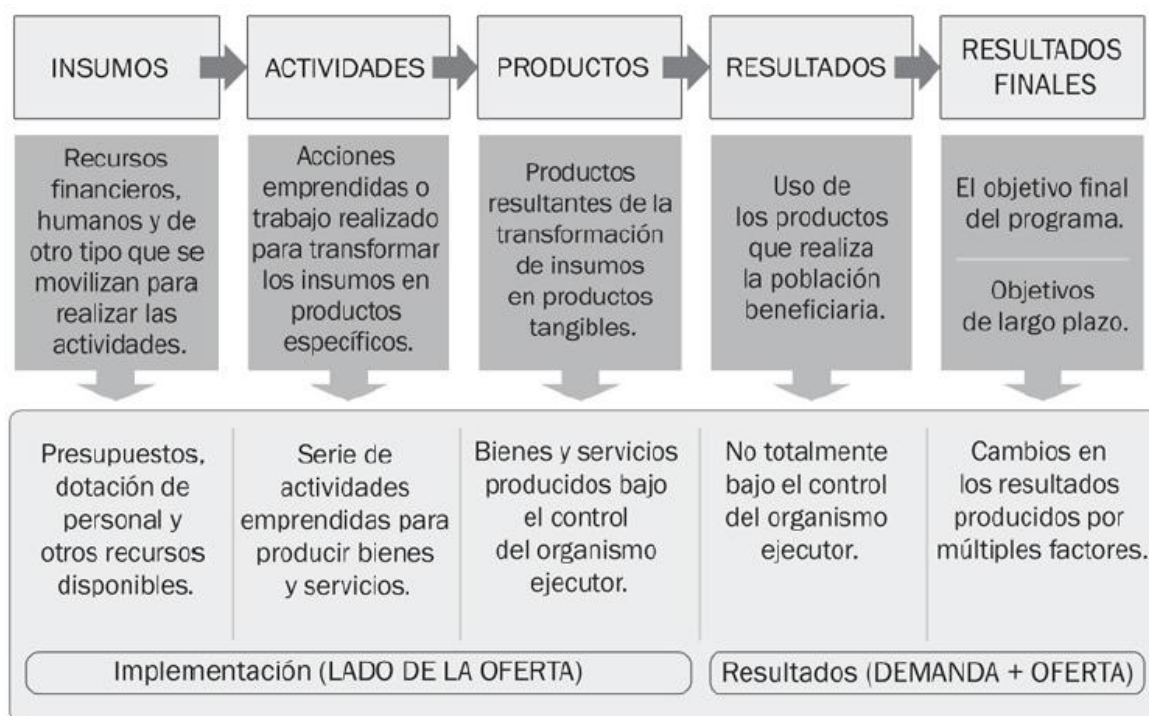 INSUMOS
ACTIVIDADES
PRODUCTOS
RESULTADOS
RESULTADOS
FINALES
Recursos
financieros,
humanos y de
otro tipo que se
movilizan para
realizar las
actividades.
Acciones
emprendidas o
trabajo realizado
para transformar
los insumos en
productos
específicos.
Productos
resultantes de la
transformación
de insumos
en productos
tangibles.
Uso de
los productos
que realiza
la población
beneficiaria.
El objetivo final
del programa.
Objetivos
de largo plazo.
Presupuestos,
dotación de
personal y
otros recursos
disponibles.
Serie de
actividades
emprendidas para
producir bienes
y servicios.
Bienes y servicios
producidos bajo
el control
del organismo
ejecutor.
No totalmente
bajo el control
del organismo
ejecutor.
Cambios en
los resultados
producidos por
múltiples factores.
Implementación (LADO DE LA OFERTA)
Resultados (DEMANDA + OFERTA)